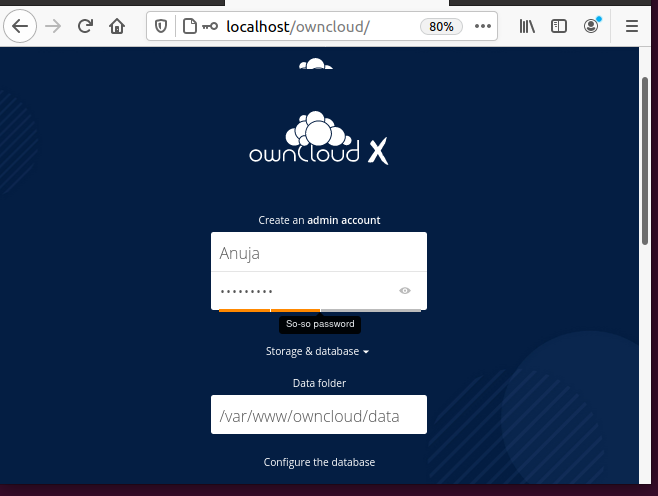 localhost/owncloud/
80%
ownCloud X
Create an admin account
Anuja
•••••••••
So-so password
Storage & database
Data folder
/var/www/owncloud/data
Configure the database